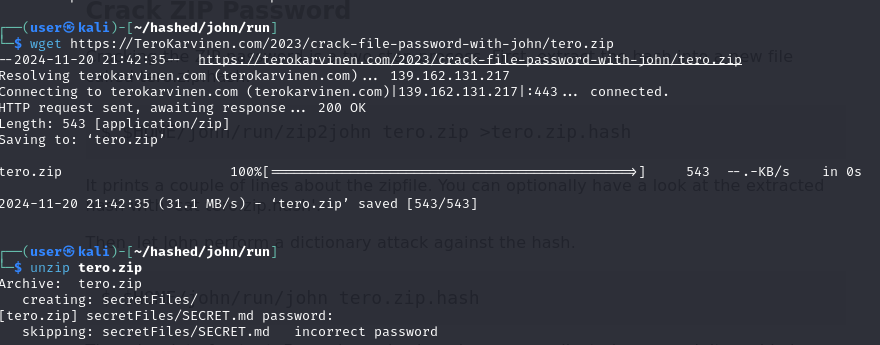 Crack ZIP Password
┌──(user㉿kali)-[~/hashed/john/run]
└─$ wget https://TeroKarvinen.com/2023/crack-file-password-with-john/tero.zip
--2024-11-20 21:42:35--  https://terokarvinen.com/2023/crack-file-password-with-john/tero.zip
Resolving terokarvinen.com (terokarvinen.com)... 139.162.131.217
Connecting to terokarvinen.com (terokarvinen.com)|139.162.131.217|:443... connected.
HTTP request sent, awaiting response... 200 OK
Length: 543 [application/zip]
/john/run/zip2john tero.zip >tero.zip.hash
Saving to: ‘tero.zip’
tero.zip 100%[===================================================>] 543 --.-KB/s in 0s
It prints a couple of lines about the zipfile. You can optionally have a look at the extracted
2024-11-20 21:42:35 (31.1 MB/s) - ‘tero.zip’ saved [543/543]
Then, let john perform a dictionary attack against the hash.
┌──(user㉿kali)-[~/hashed/john/run]
└─$ unzip tero.zip
Archive:  tero.zip
   creating: secretFiles/
/john/run/john tero.zip.hash
[tero.zip] secretFiles/SECRET.md password:
   skipping: secretFiles/SECRET.md   incorrect password